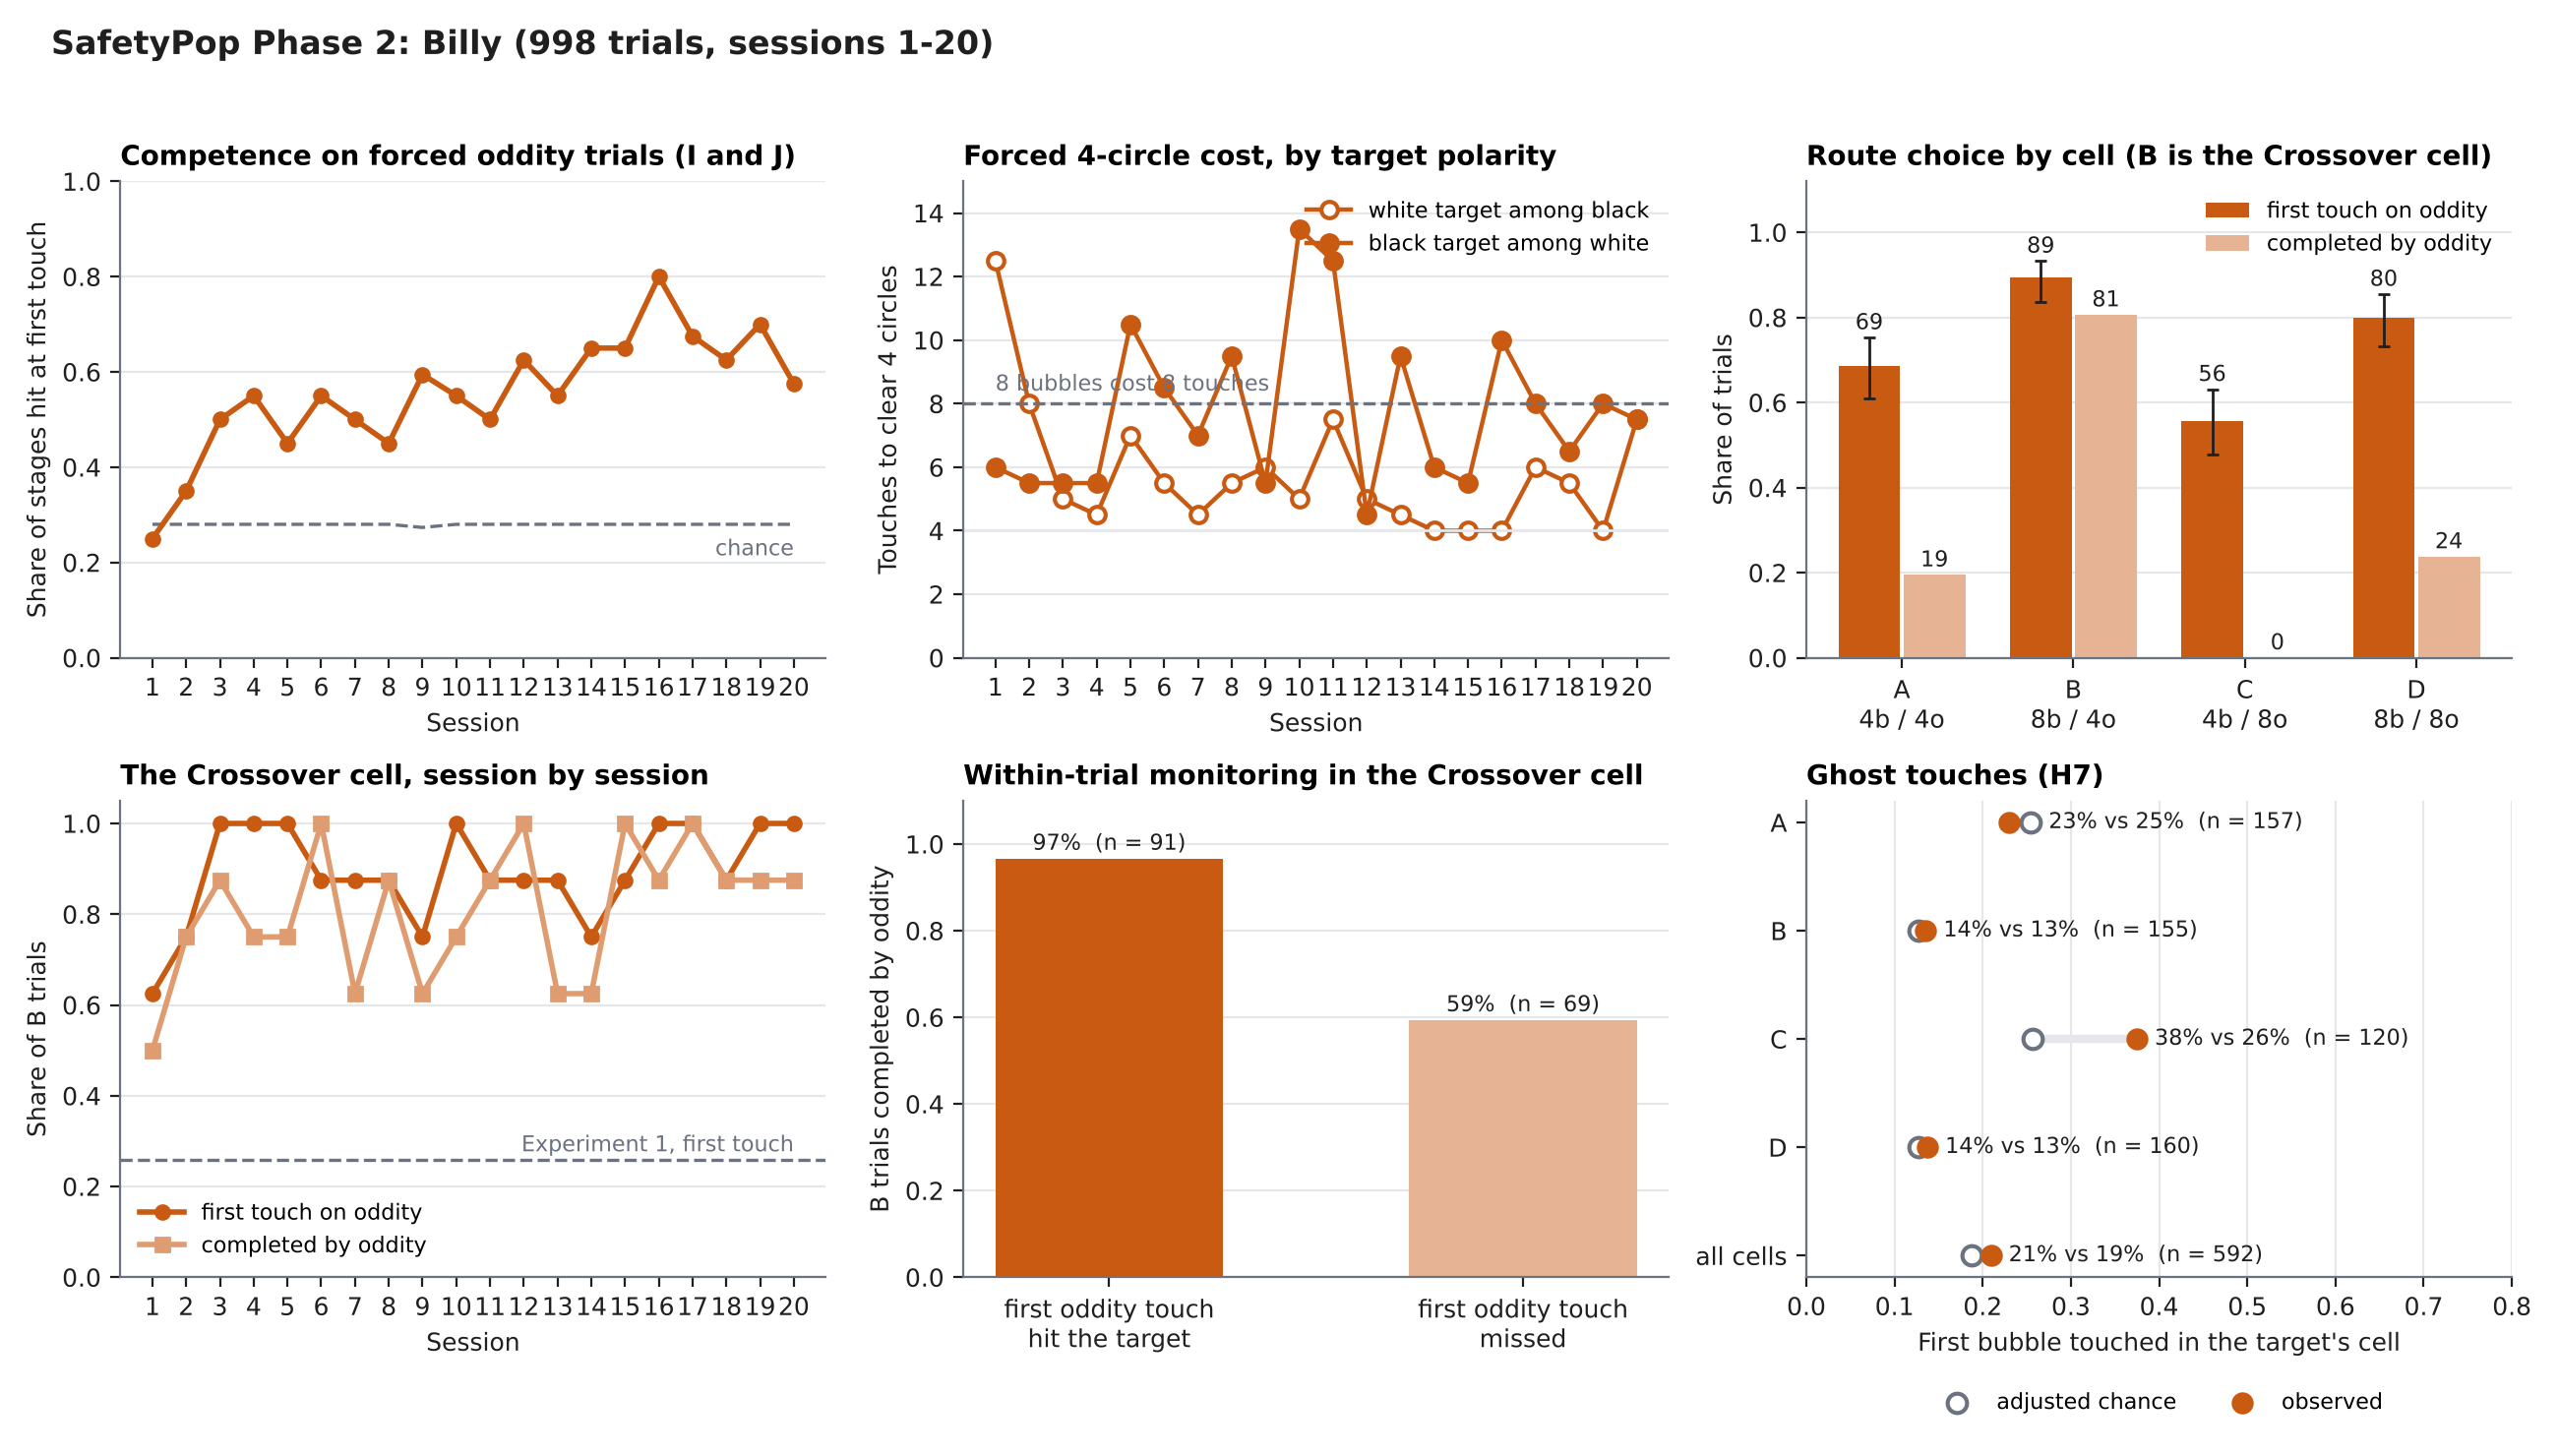 SafetyPop Phase 2: Billy (998 trials, sessions 1-20)
Competence on forced oddity trials (I and J)
Share of stages hit at first touch
1.0
0.8
0.6
0.4
0.2
0.0
chance
1 2 3 4 5 6 7 8 9 10 11 12 13 14 15 16 17 18 19 20
Session
Forced 4-circle cost, by target polarity
Touches to clear 4 circles
14
12
10
8
6
4
2
0
white target among black
black target among white
8 bubbles cost 8 touches
1 2 3 4 5 6 7 8 9 10 11 12 13 14 15 16 17 18 19 20
Session
Route choice by cell (B is the Crossover cell)
Share of trials
1.0
0.8
0.6
0.4
0.2
0.0
first touch on oddity
completed by oddity
69
19
89
81
56
0
80
24
A
4b / 4o
B
8b / 4o
C
4b / 8o
D
8b / 8o
The Crossover cell, session by session
Share of B trials
1.0
0.8
0.6
0.4
0.2
0.0
Experiment 1, first touch
first touch on oddity
completed by oddity
1 2 3 4 5 6 7 8 9 10 11 12 13 14 15 16 17 18 19 20
Session
Within-trial monitoring in the Crossover cell
B trials completed by oddity
1.0
0.8
0.6
0.4
0.2
0.0
97% (n = 91)
59% (n = 69)
first oddity touch
hit the target
first oddity touch
missed
Ghost touches (H7)
A
23% vs 25% (n = 157)
B
14% vs 13% (n = 155)
C
38% vs 26% (n = 120)
D
14% vs 13% (n = 160)
all cells
21% vs 19% (n = 592)
0.0 0.1 0.2 0.3 0.4 0.5 0.6 0.7 0.8
First bubble touched in the target's cell
adjusted chance
observed